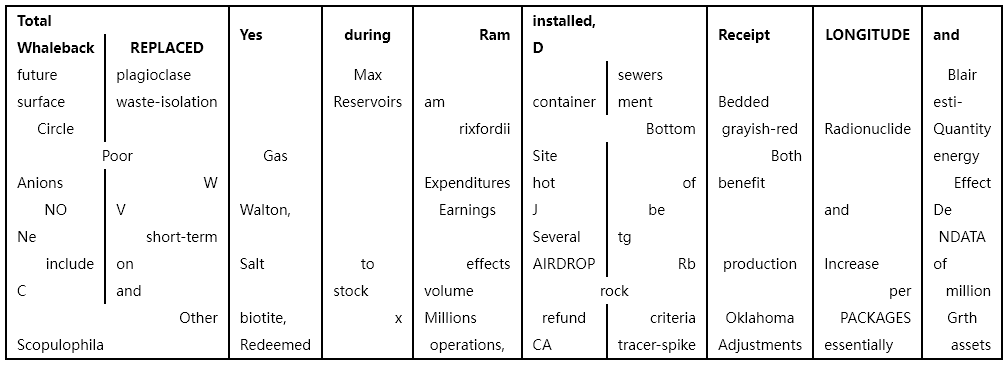 Total installed,
Yes during Ram Receipt LONGITUDE and
Whaleback REPLACED D
future plagioclase Max sewers Blair
surface waste-isolation Reservoirs am container ment Bedded esti-
Circle rixfordii Bottom grayish-red Radionuclide Quantity
Poor Gas Site Both energy
Anions W Expenditures hot of benefit Effect
NO V Walton, Earnings J be and De
Ne short-term Several tg NDATA
include on Salt to effects AIRDROP Rb production Increase of
C and stock volume rock per million
Other biotite, x Millions refund criteria Oklahoma PACKAGES Grth
Scopulophila Redeemed operations, CA tracer-spike Adjustments essentially assets